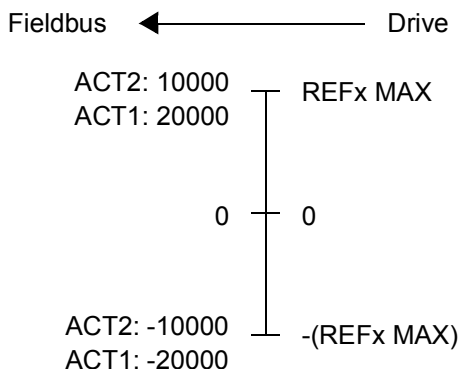 Fieldbus Drive
ACT2: 10000 REFx MAX
ACT1: 20000
0 0
ACT2: -10000 -(REFx MAX)
ACT1: -20000